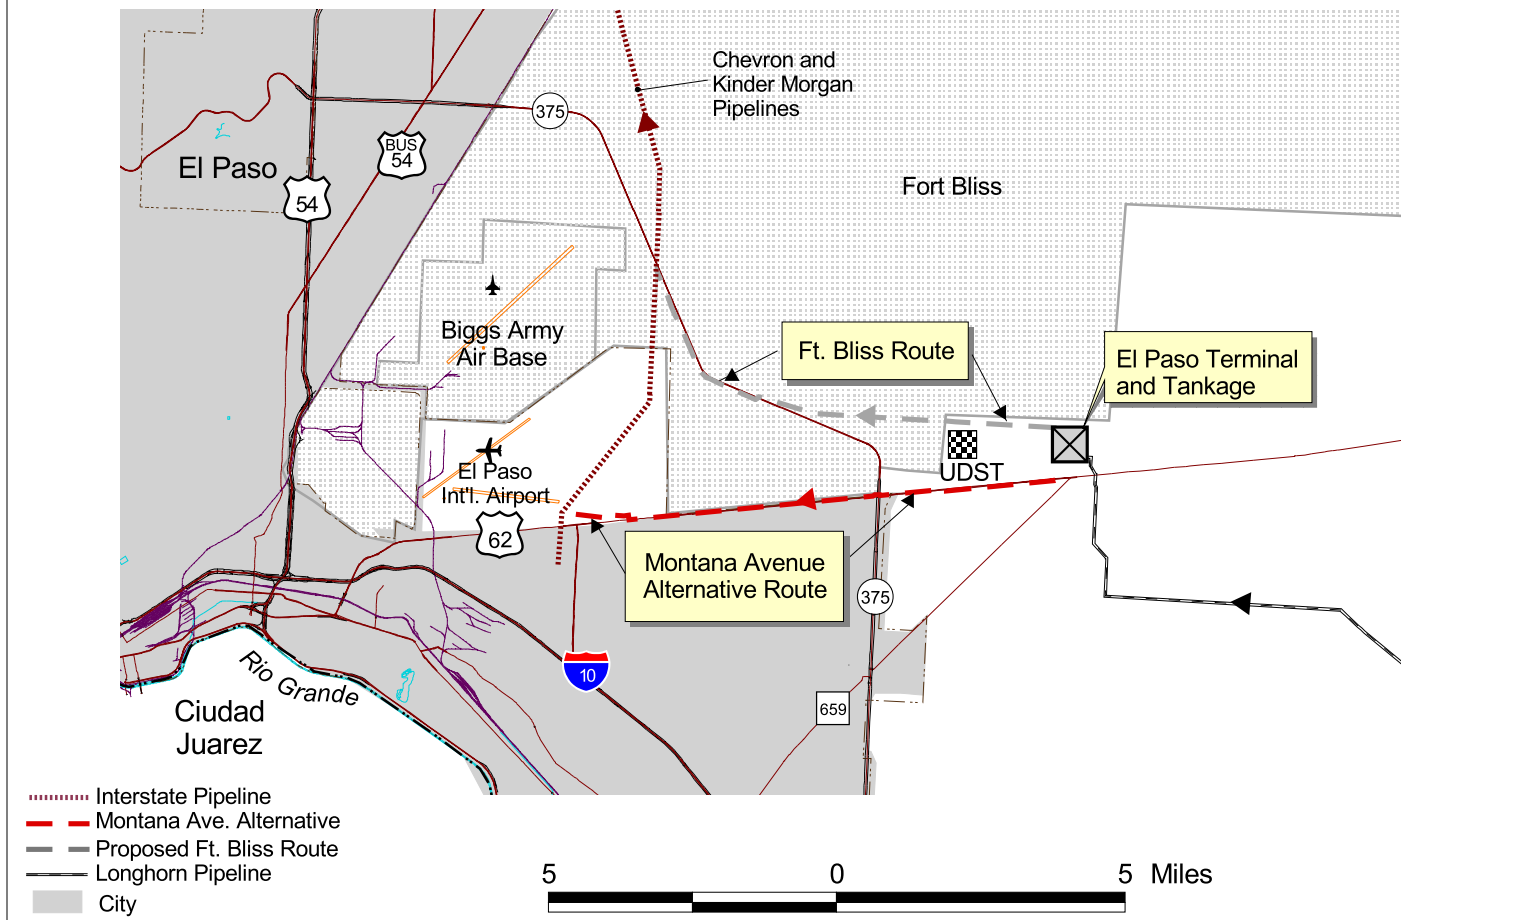 Chevron and
Kinder Morgan
Pipelines
375
BUS
54
El Paso
54
Fort Bliss
Biggs Army
Air Base
Ft. Bliss Route
El Paso Terminal
and Tankage
El Paso
Int'l. Airport
UDST
62
Montana Avenue
Alternative Route
375
10
659
Rio Grande
Ciudad
Juarez
Interstate Pipeline
Montana Ave. Alternative
Proposed Ft. Bliss Route
Longhorn Pipeline
City
5 0 5 Miles